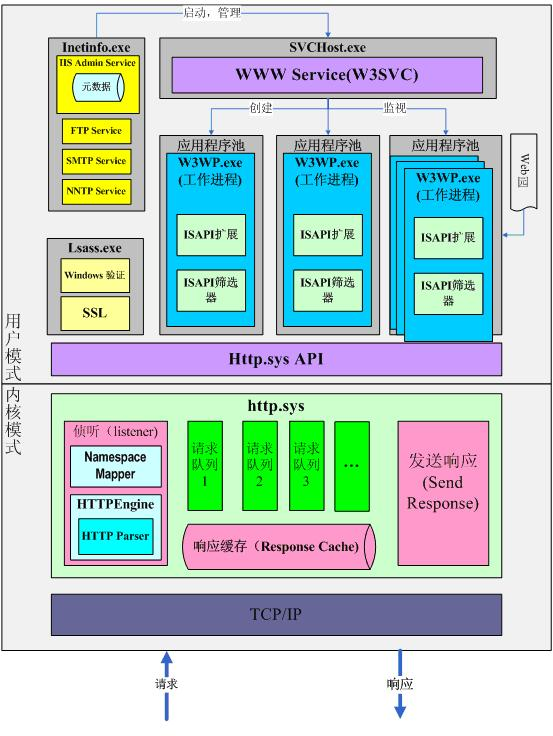 启动，管理
Inetinfo.exe
IIS Admin Service
元数据
FTP Service
SMTP Service
NNTP Service
SVCHost.exe
WWW Service(W3SVC)
创建
监视
应用程序池
W3WP.exe
(工作进程)
ISAPI扩展
ISAPI筛选
器
应用程序池
W3WP.exe
(工作进程)
ISAPI扩展
ISAPI筛选
器
应用程序池
W3WP.exe
(工作进程)
ISAPI扩展
ISAPI筛选
器
Web园
Lsass.exe
Windows 验证
SSL
用户模式
Http.sys API
内核模式
http.sys
侦听（listener)
Namespace
Mapper
HTTPEngine
HTTP Parser
请求
队列
1
请求
队列
2
请求
队列
3
...
响应缓存（Response Cache）
发送响应
(Send
Response)
TCP/IP
请求
响应